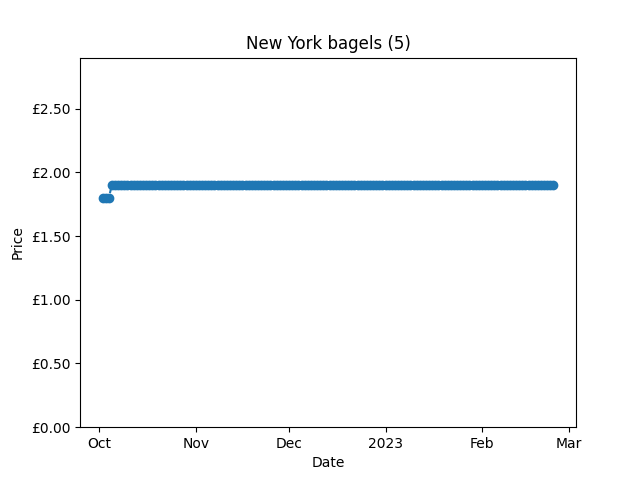 New York bagels (5)
£2.50
£2.00
£1.50
£1.00
£0.50
£0.00
Price
Oct Nov Dec 2023 Feb Mar
Date